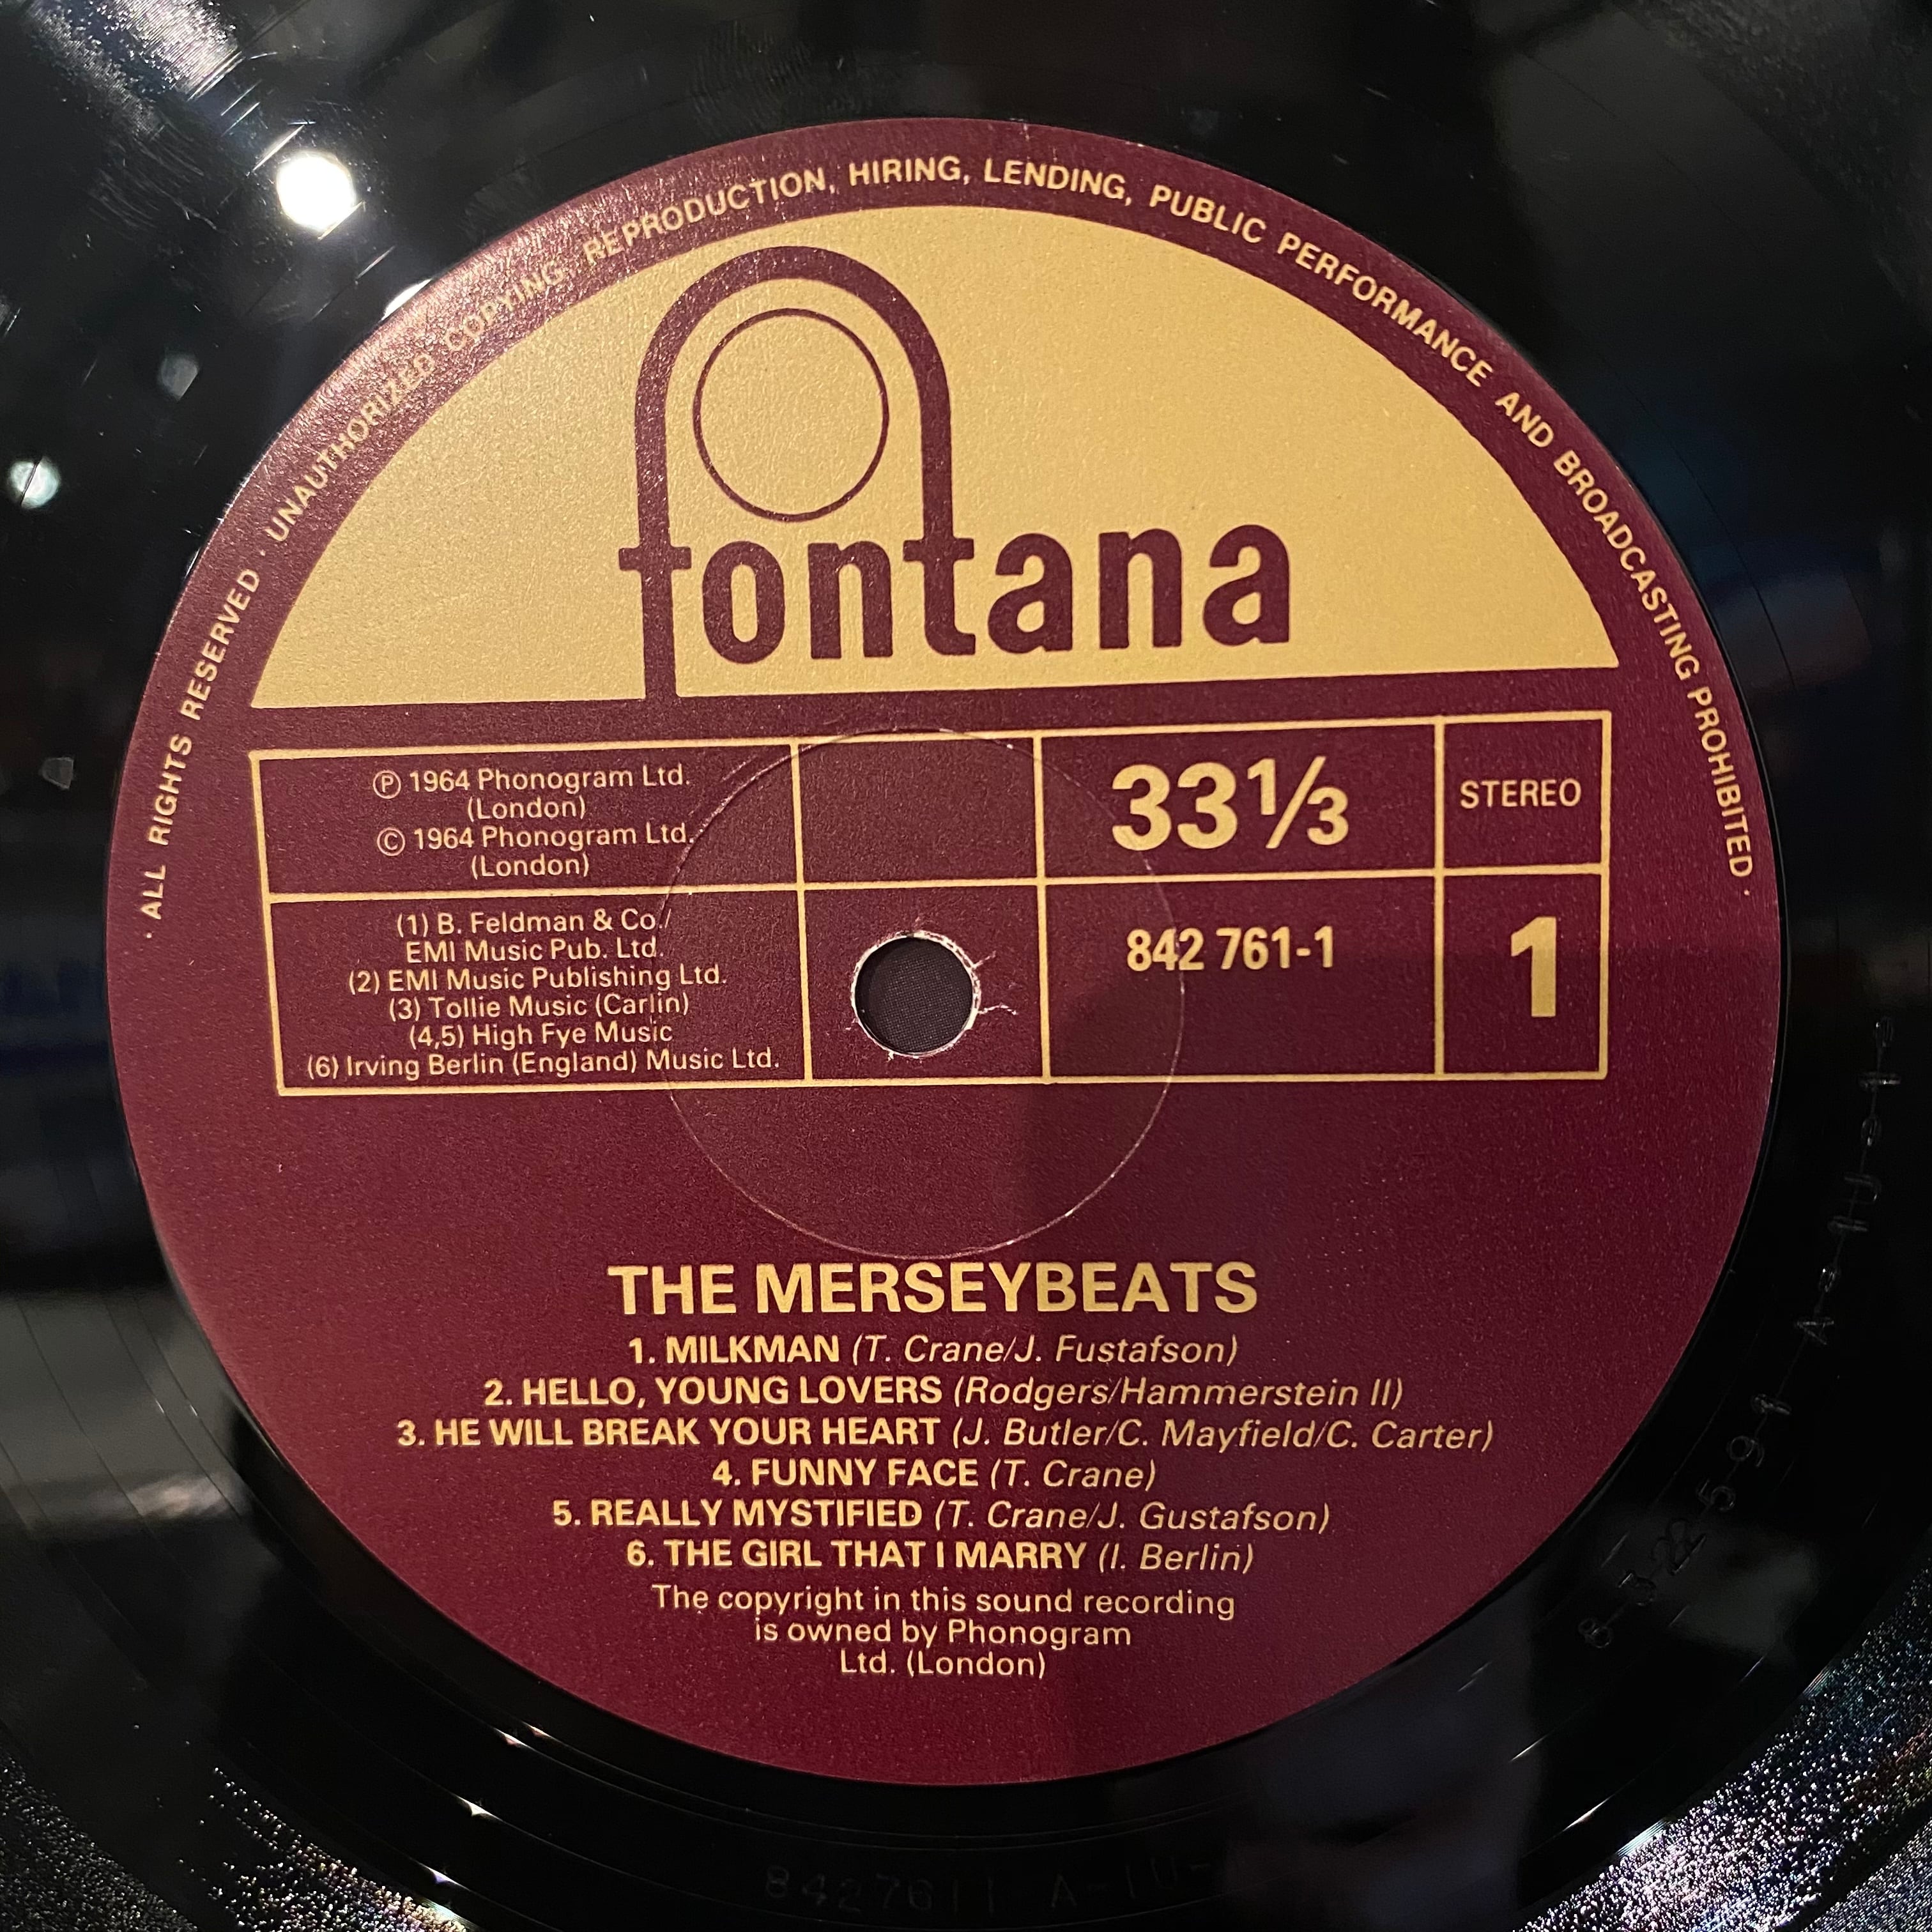 · ALL RIGHTS RESERVED · UNAUTHORIZED COPYING, REPRODUCTION, HIRING, LENDING, PUBLIC PERFORMANCE AND BROADCASTING PROHIBITED ·
fontana
℗ 1964 Phonogram Ltd.
(London)
© 1964 Phonogram Ltd.
(London)
33⅓
STEREO
(1) B. Feldman & Co./
EMI Music Pub. Ltd.
(2) EMI Music Publishing Ltd.
(3) Tollie Music (Carlin)
(4,5) High Fye Music
(6) Irving Berlin (England) Music Ltd.
842 761-1
1
THE MERSEYBEATS
1. MILKMAN (T. Crane/J. Fustafson)
2. HELLO, YOUNG LOVERS (Rodgers/Hammerstein II)
3. HE WILL BREAK YOUR HEART (J. Butler/C. Mayfield/C. Carter)
4. FUNNY FACE (T. Crane)
5. REALLY MYSTIFIED (T. Crane/J. Gustafson)
6. THE GIRL THAT I MARRY (I. Berlin)
The copyright in this sound recording
is owned by Phonogram
Ltd. (London)
8427611